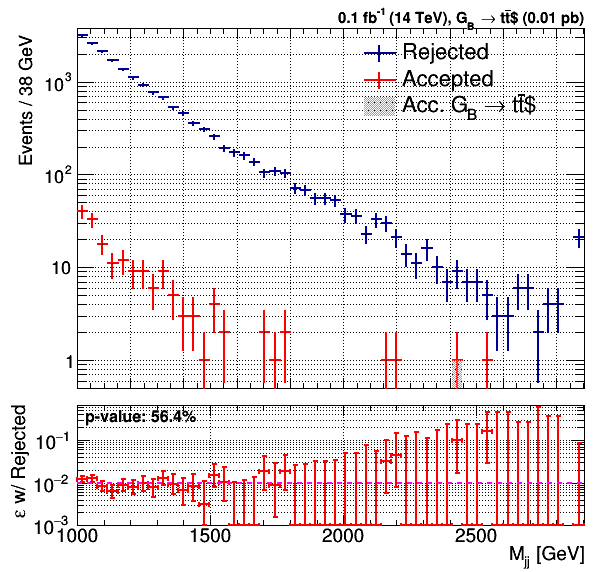 0.1 fb⁻¹ (14 TeV), G_B → tt̄$ (0.01 pb)
Events / 38 GeV
10³
10²
10
1
Rejected
Accepted
Acc. G_B → tt̄$
p-value: 56.4%
ε w/ Rejected
10⁻¹
10⁻²
10⁻³
1000 1500 2000 2500
M_jj [GeV]